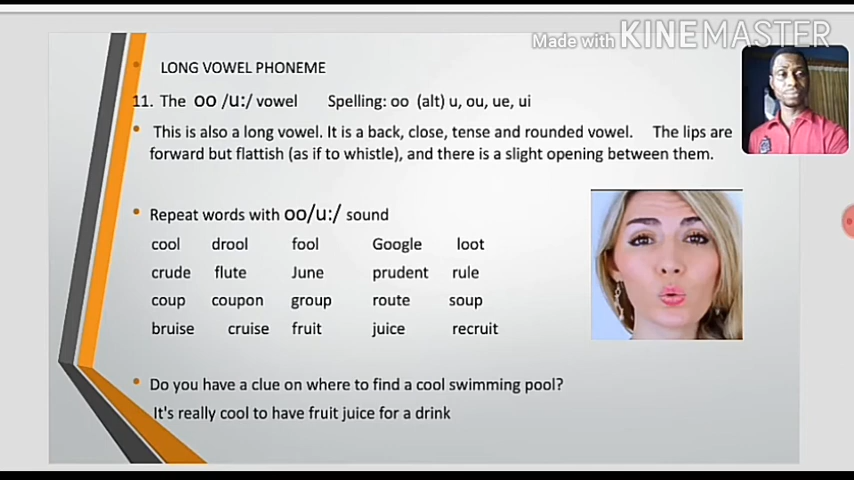 Made with KINEMASTER
LONG VOWEL PHONEME
11. The oo /u:/ vowel Spelling: oo (alt) u, ou, ue, ui
This is also a long vowel. It is a back, close, tense and rounded vowel. The lips are
forward but flattish (as if to whistle), and there is a slight opening between them.
Repeat words with oo/u:/ sound
cool drool fool Google loot
crude flute June prudent rule
coup coupon group route soup
bruise cruise fruit juice recruit
Do you have a clue on where to find a cool swimming pool?
It's really cool to have fruit juice for a drink